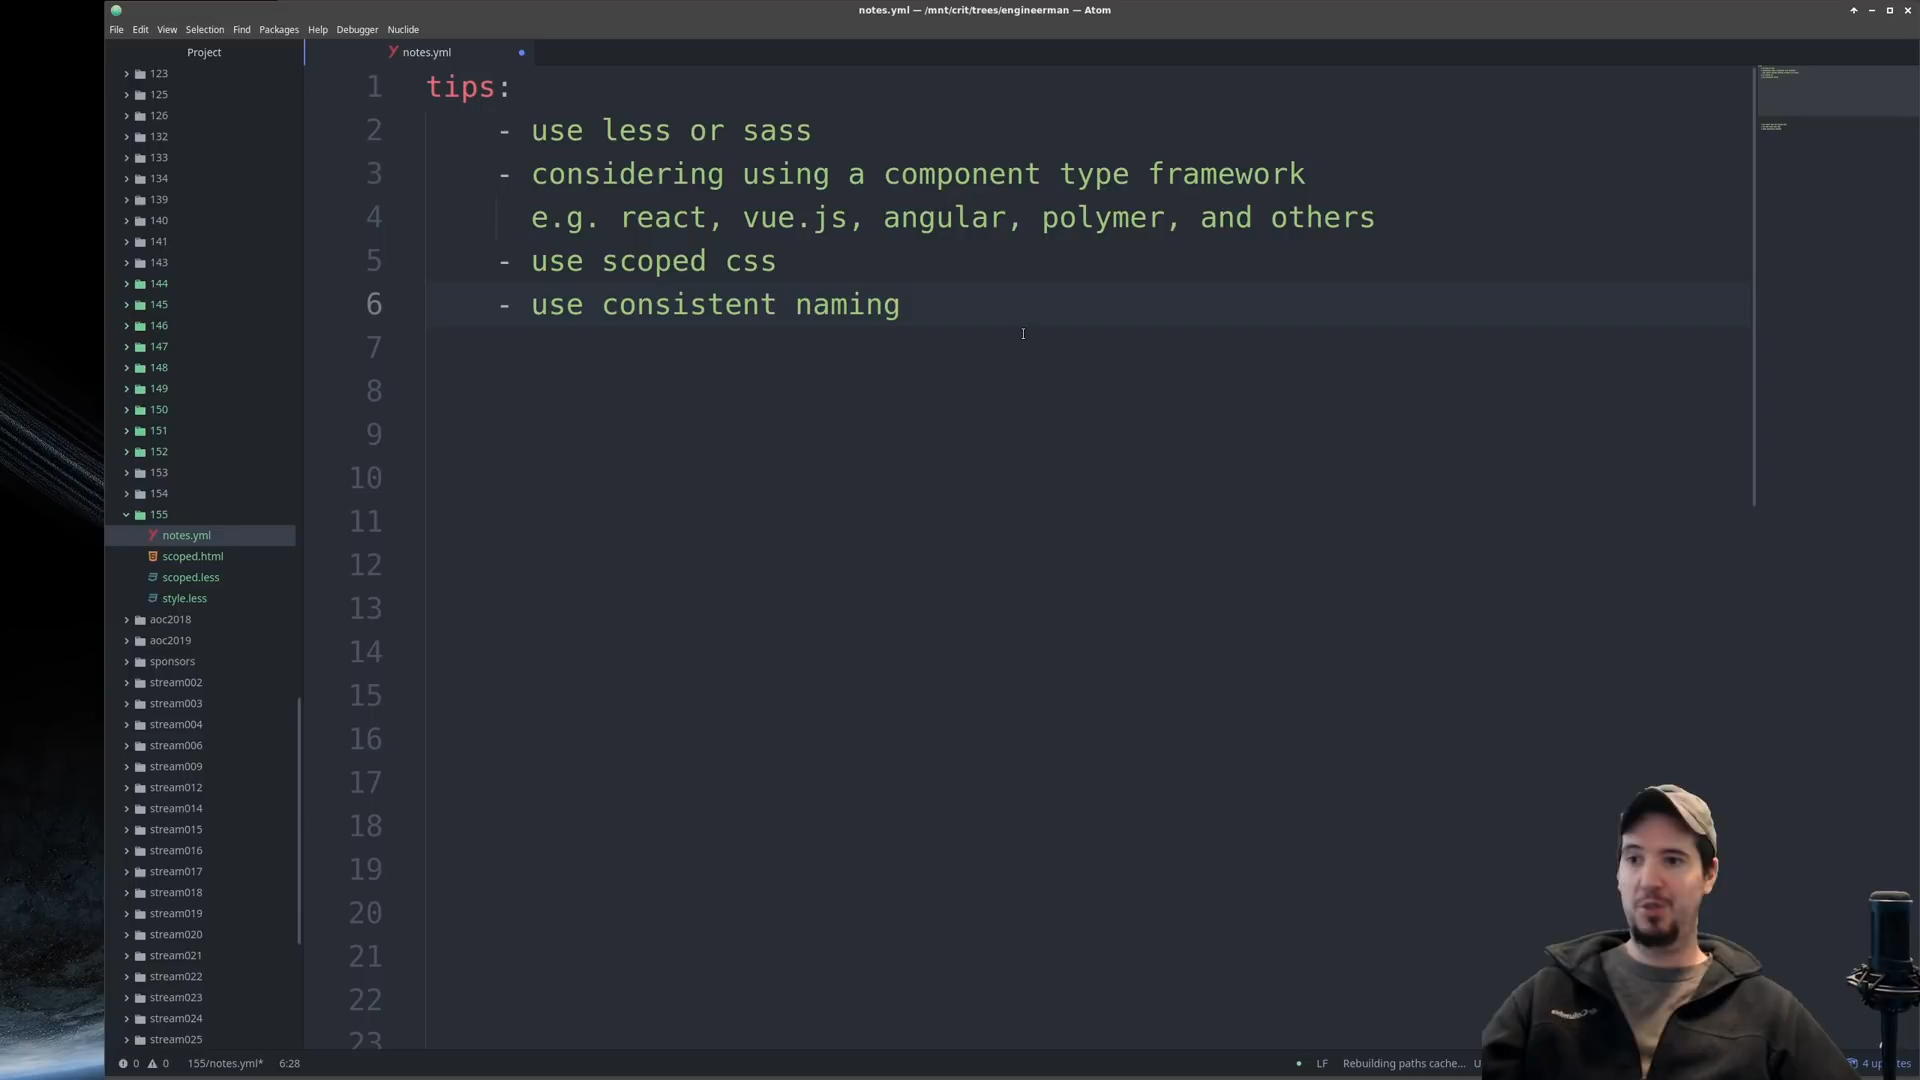 notes.yml — /mnt/crit/trees/engineerman — Atom
File Edit View Selection Find Packages Help Debugger Nuclide
Project
notes.yml
123
125
126
132
133
134
139
140
141
143
144
145
146
147
148
149
150
151
152
153
154
155
notes.yml
scoped.html
scoped.less
style.less
aoc2018
aoc2019
sponsors
stream002
stream003
stream004
stream006
stream009
stream012
stream014
stream015
stream016
stream017
stream018
stream019
stream020
stream021
stream022
stream023
stream024
stream025
1 tips:
2 - use less or sass
3 - considering using a component type framework
4 e.g. react, vue.js, angular, polymer, and others
5 - use scoped css
6 - use consistent naming
7
8
9
10
11
12
13
14
15
16
17
18
19
20
21
22
23
0 0 155/notes.yml* 6:28
LF Rebuilding paths cache...